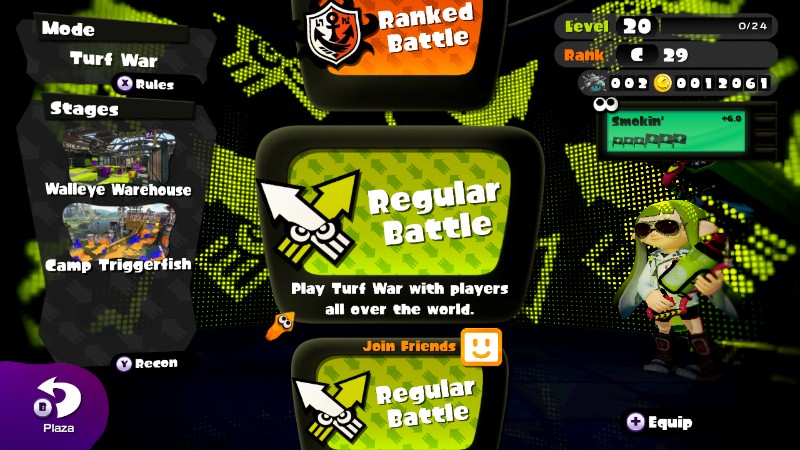 Mode
Turf War
X Rules
Stages
Walleye Warehouse
Camp Triggerfish
Y Recon
B
Plaza
Ranked
Battle
Regular
Battle
Play Turf War with players
all over the world.
Join Friends
Regular
Battle
Level 20 0/24
Rank C 29
002 0012061
Smokin' +6.0
+ Equip